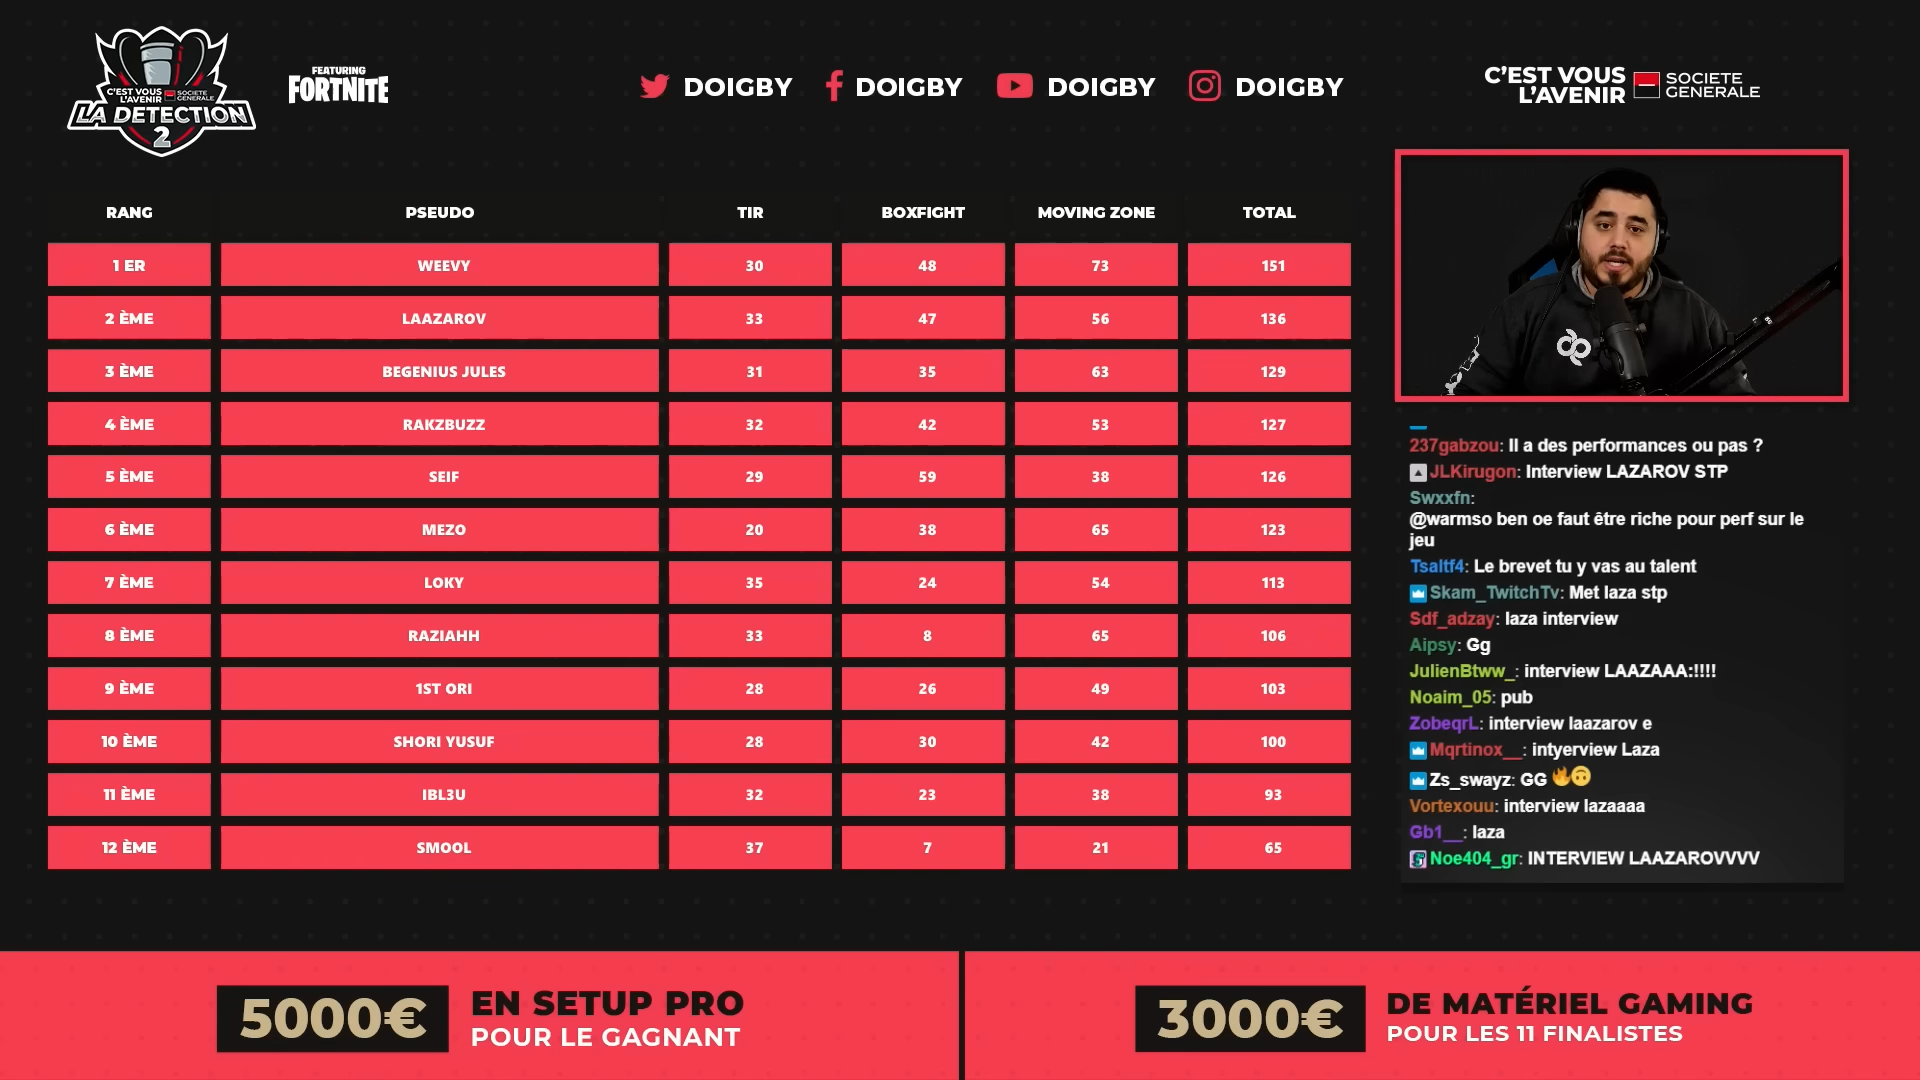 C'EST VOUS
L'AVENIR SOCIETE
GENERALE
LA DETECTION
2
FEATURING
FORTNITE
DOIGBY DOIGBY DOIGBY DOIGBY
C'EST VOUS
L'AVENIR
SOCIETE
GENERALE
RANG PSEUDO TIR BOXFIGHT MOVING ZONE TOTAL
1 ER WEEVY 30 48 73 151
2 ÈME LAAZAROV 33 47 56 136
3 ÈME BEGENIUS JULES 31 35 63 129
4 ÈME RAKZBUZZ 32 42 53 127
5 ÈME SEIF 29 59 38 126
6 ÈME MEZO 20 38 65 123
7 ÈME LOKY 35 24 54 113
8 ÈME RAZIAHH 33 8 65 106
9 ÈME 1ST ORI 28 26 49 103
10 ÈME SHORI YUSUF 28 30 42 100
11 ÈME IBL3U 32 23 38 93
12 ÈME SMOOL 37 7 21 65
237gabzou: Il a des performances ou pas ?
JLKirugon: Interview LAZAROV STP
Swxxfn:
@warmso ben oe faut être riche pour perf sur le
jeu
Tsaltf4: Le brevet tu y vas au talent
Skam_TwitchTv: Met laza stp
Sdf_adzay: laza interview
Aipsy: Gg
JulienBtww_: interview LAAZAAA:!!!!
Noaim_05: pub
ZobeqrL: interview laazarov e
Mqrtinox__: intyerview Laza
Zs_swayz: GG 🔥🙃
Vortexouu: interview lazaaaa
Gb1__: laza
Noe404_gr: INTERVIEW LAAZAROVVVV
5000€ EN SETUP PRO
POUR LE GAGNANT
3000€ DE MATÉRIEL GAMING
POUR LES 11 FINALISTES